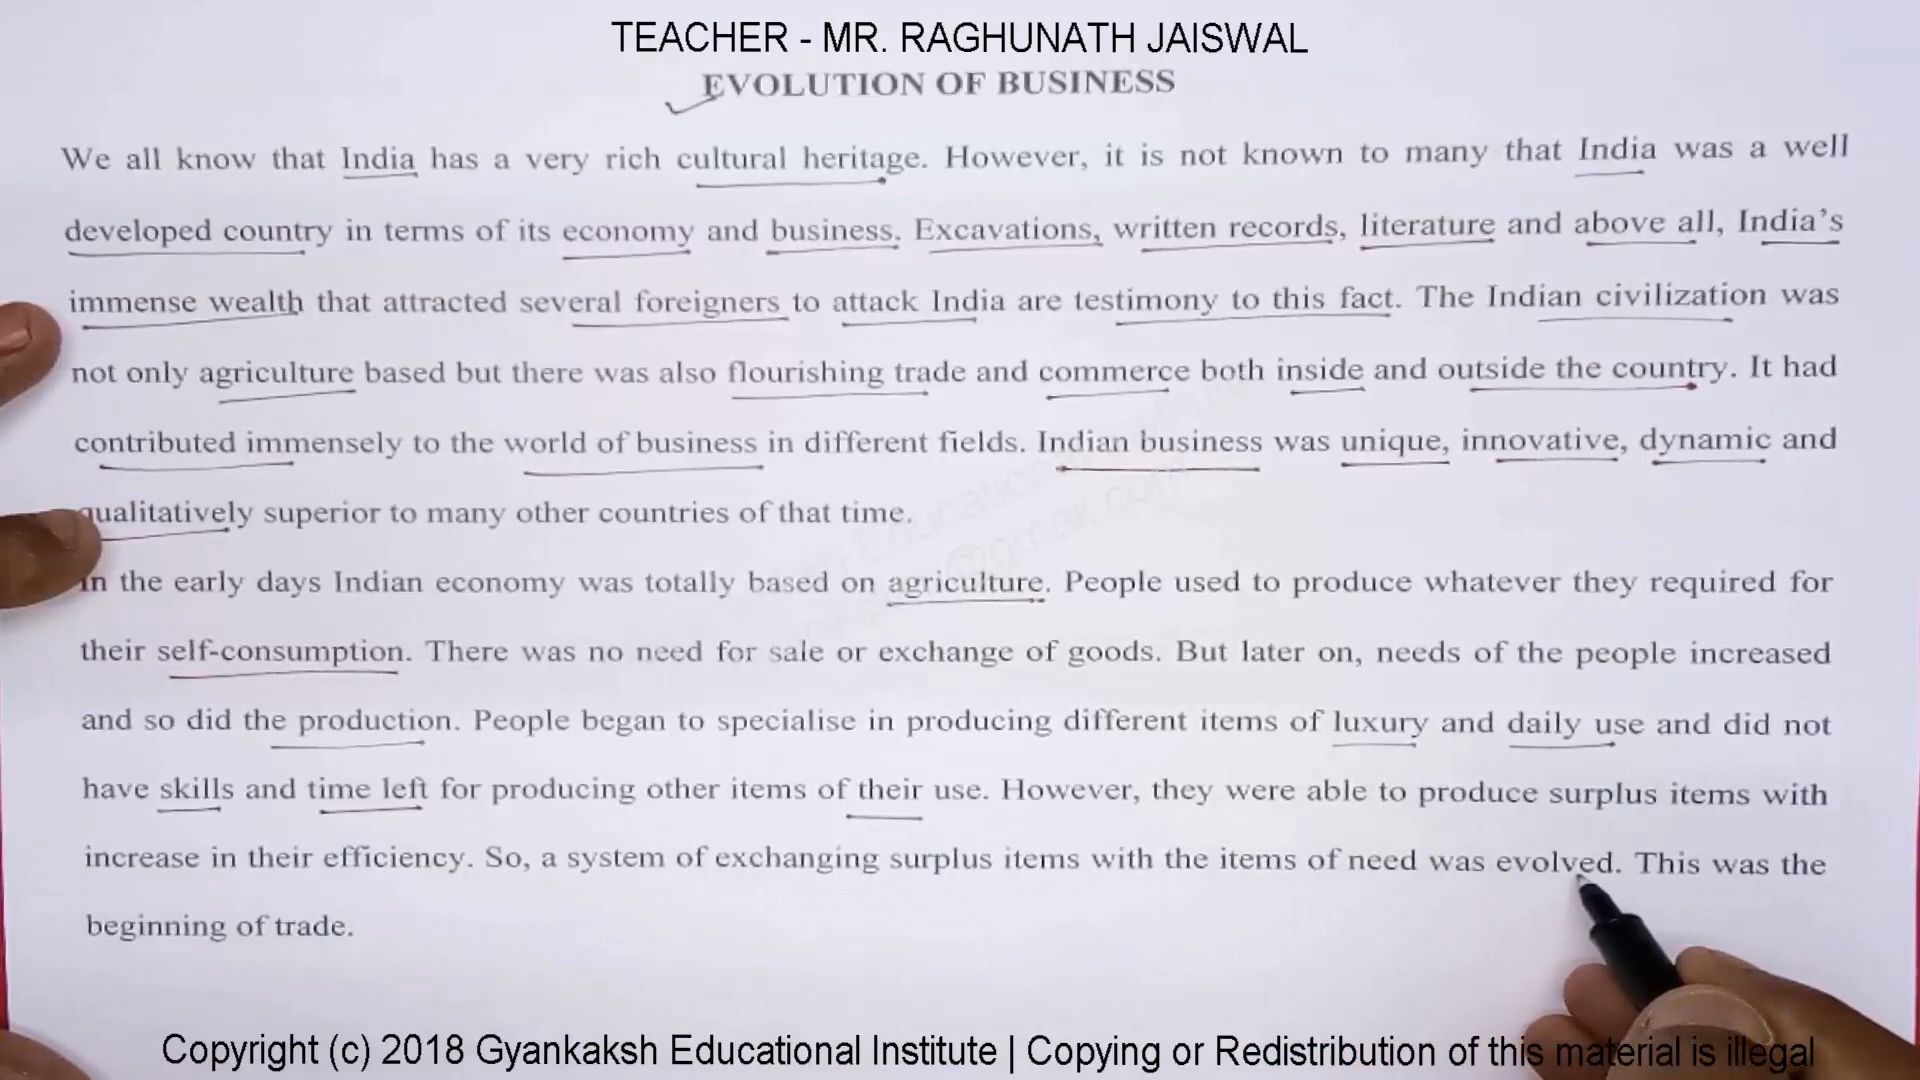 TEACHER - MR. RAGHUNATH JAISWAL
EVOLUTION OF BUSINESS
We all know that India has a very rich cultural heritage. However, it is not known to many that India was a well
developed country in terms of its economy and business. Excavations, written records, literature and above all, India's
immense wealth that attracted several foreigners to attack India are testimony to this fact. The Indian civilization was
not only agriculture based but there was also flourishing trade and commerce both inside and outside the country. It had
contributed immensely to the world of business in different fields. Indian business was unique, innovative, dynamic and
qualitatively superior to many other countries of that time.
In the early days Indian economy was totally based on agriculture. People used to produce whatever they required for
their self-consumption. There was no need for sale or exchange of goods. But later on, needs of the people increased
and so did the production. People began to specialise in producing different items of luxury and daily use and did not
have skills and time left for producing other items of their use. However, they were able to produce surplus items with
increase in their efficiency. So, a system of exchanging surplus items with the items of need was evolved. This was the
beginning of trade.
Copyright (c) 2018 Gyankaksh Educational Institute | Copying or Redistribution of this material is illegal